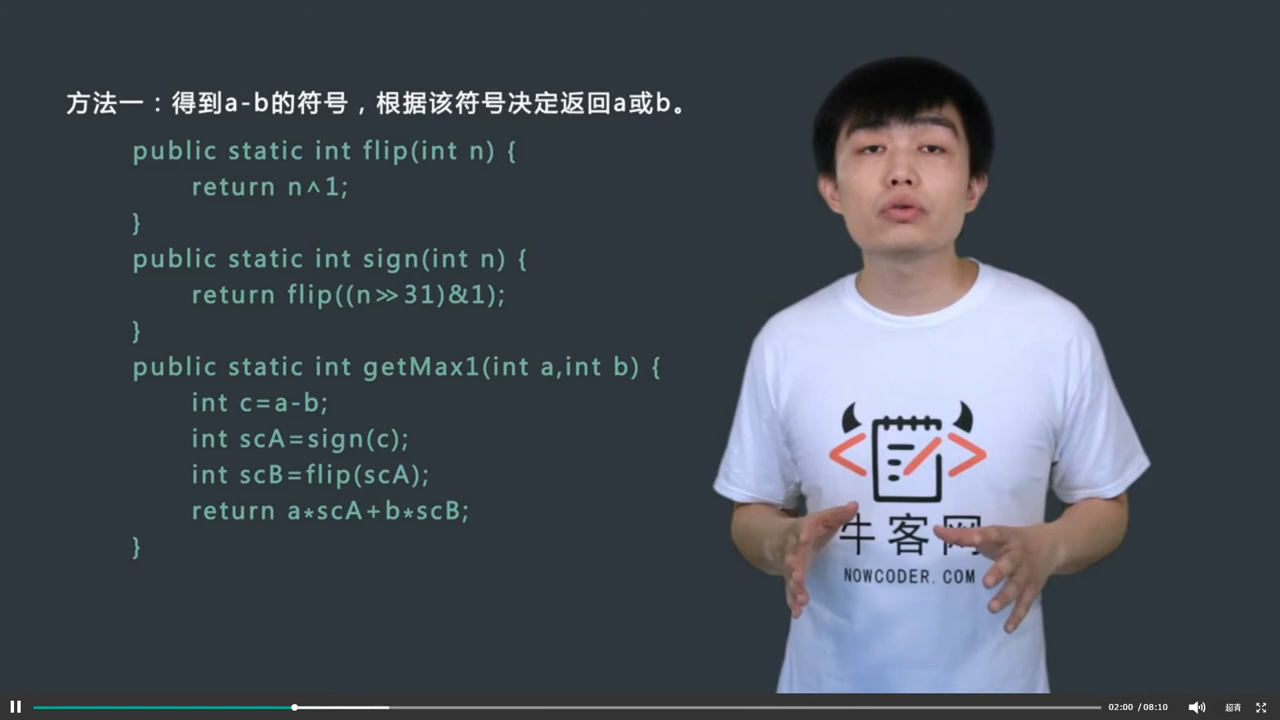 方法一：得到a-b的符号，根据该符号决定返回a或b。
public static int flip(int n) {
return n^1;
}
public static int sign(int n) {
return flip((n>>31)&1);
}
public static int getMax1(int a,int b) {
int c=a-b;
int scA=sign(c);
int scB=flip(scA);
return a*scA+b*scB;
}
牛客网
NOWCODER.COM
02:00 /08:10
超清